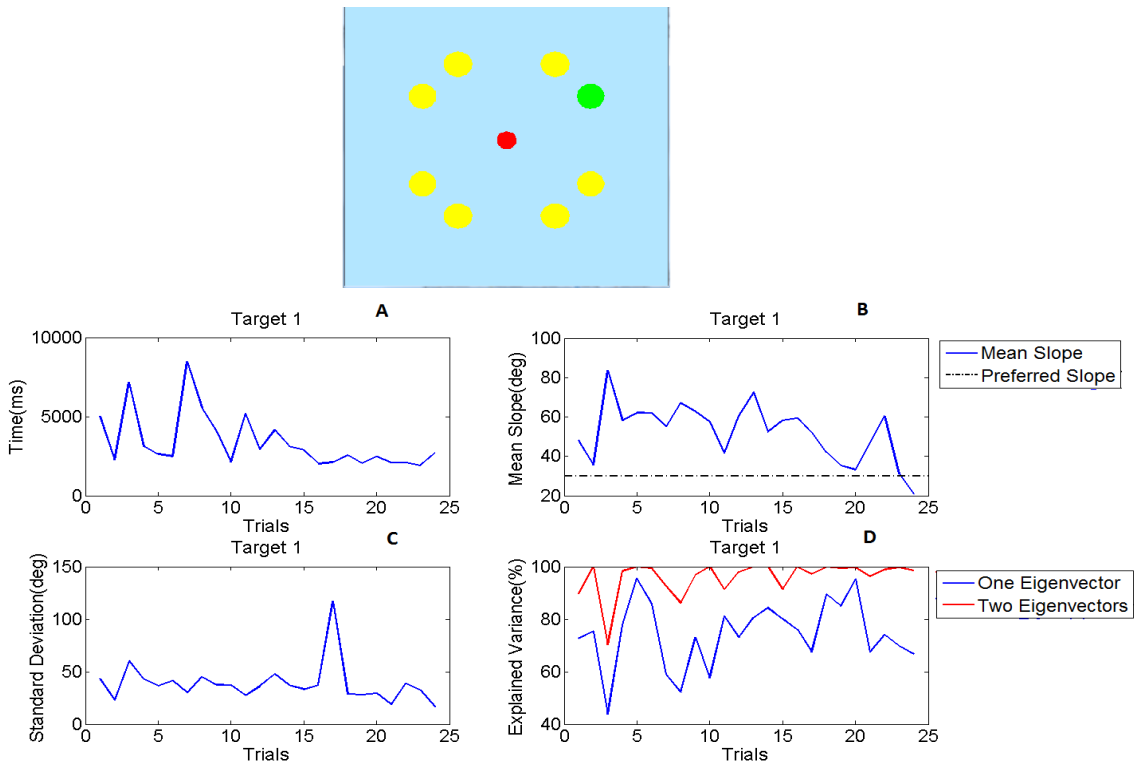 A
Target 1
10000
5000
0
Time(ms)
0 5 10 15 20 25
Trials
B
Target 1
100
80
60
40
20
Mean Slope(deg)
0 5 10 15 20 25
Trials
Mean Slope
Preferred Slope
C
Target 1
150
100
50
0
Standard Deviation(deg)
0 5 10 15 20 25
Trials
D
Target 1
100
80
60
40
Explained Variance(%)
0 5 10 15 20 25
Trials
One Eigenvector
Two Eigenvectors